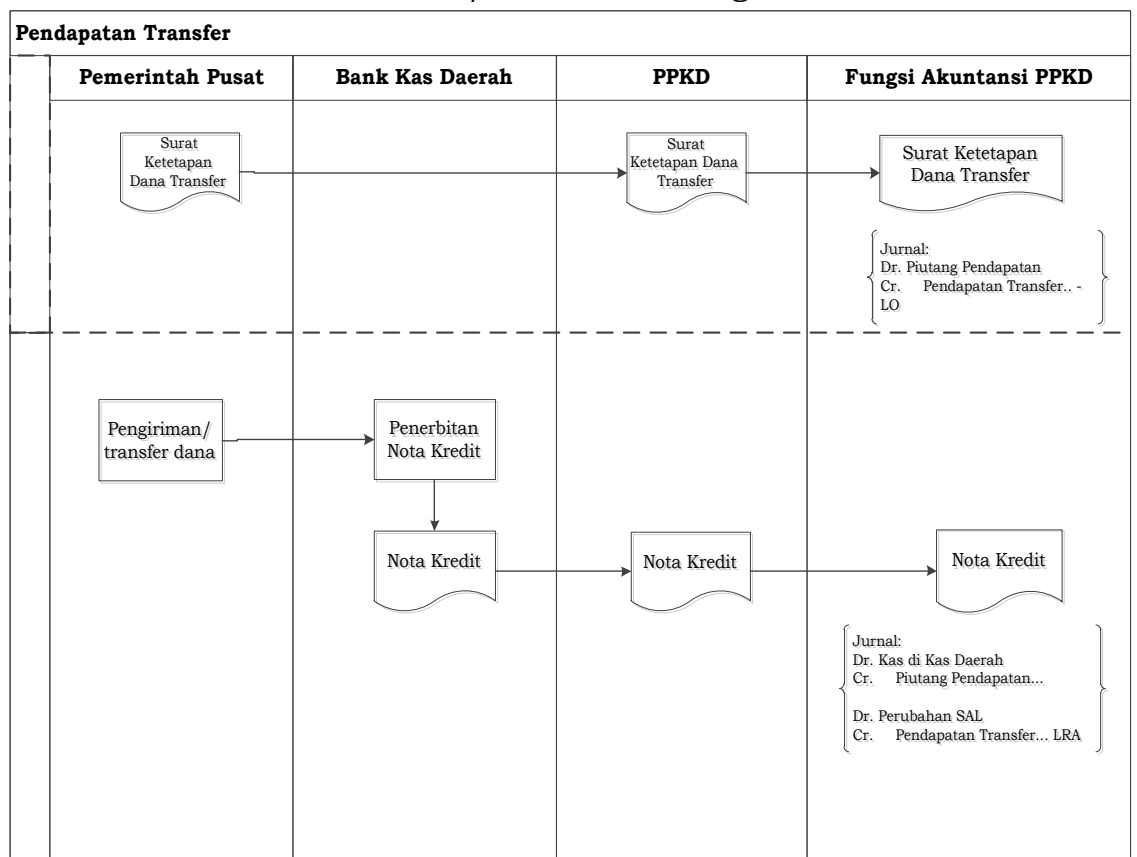 Pendapatan Transfer
Pemerintah Pusat
Bank Kas Daerah
PPKD
Fungsi Akuntansi PPKD
Surat
Ketetapan
Dana Transfer
Surat
Ketetapan Dana
Transfer
Surat Ketetapan
Dana Transfer
Jurnal:
Dr. Piutang Pendapatan
Cr. Pendapatan Transfer.. -
LO
Pengiriman/
transfer dana
Penerbitan
Nota Kredit
Nota Kredit
Nota Kredit
Nota Kredit
Jurnal:
Dr. Kas di Kas Daerah
Cr. Piutang Pendapatan...
Dr. Perubahan SAL
Cr. Pendapatan Transfer... LRA